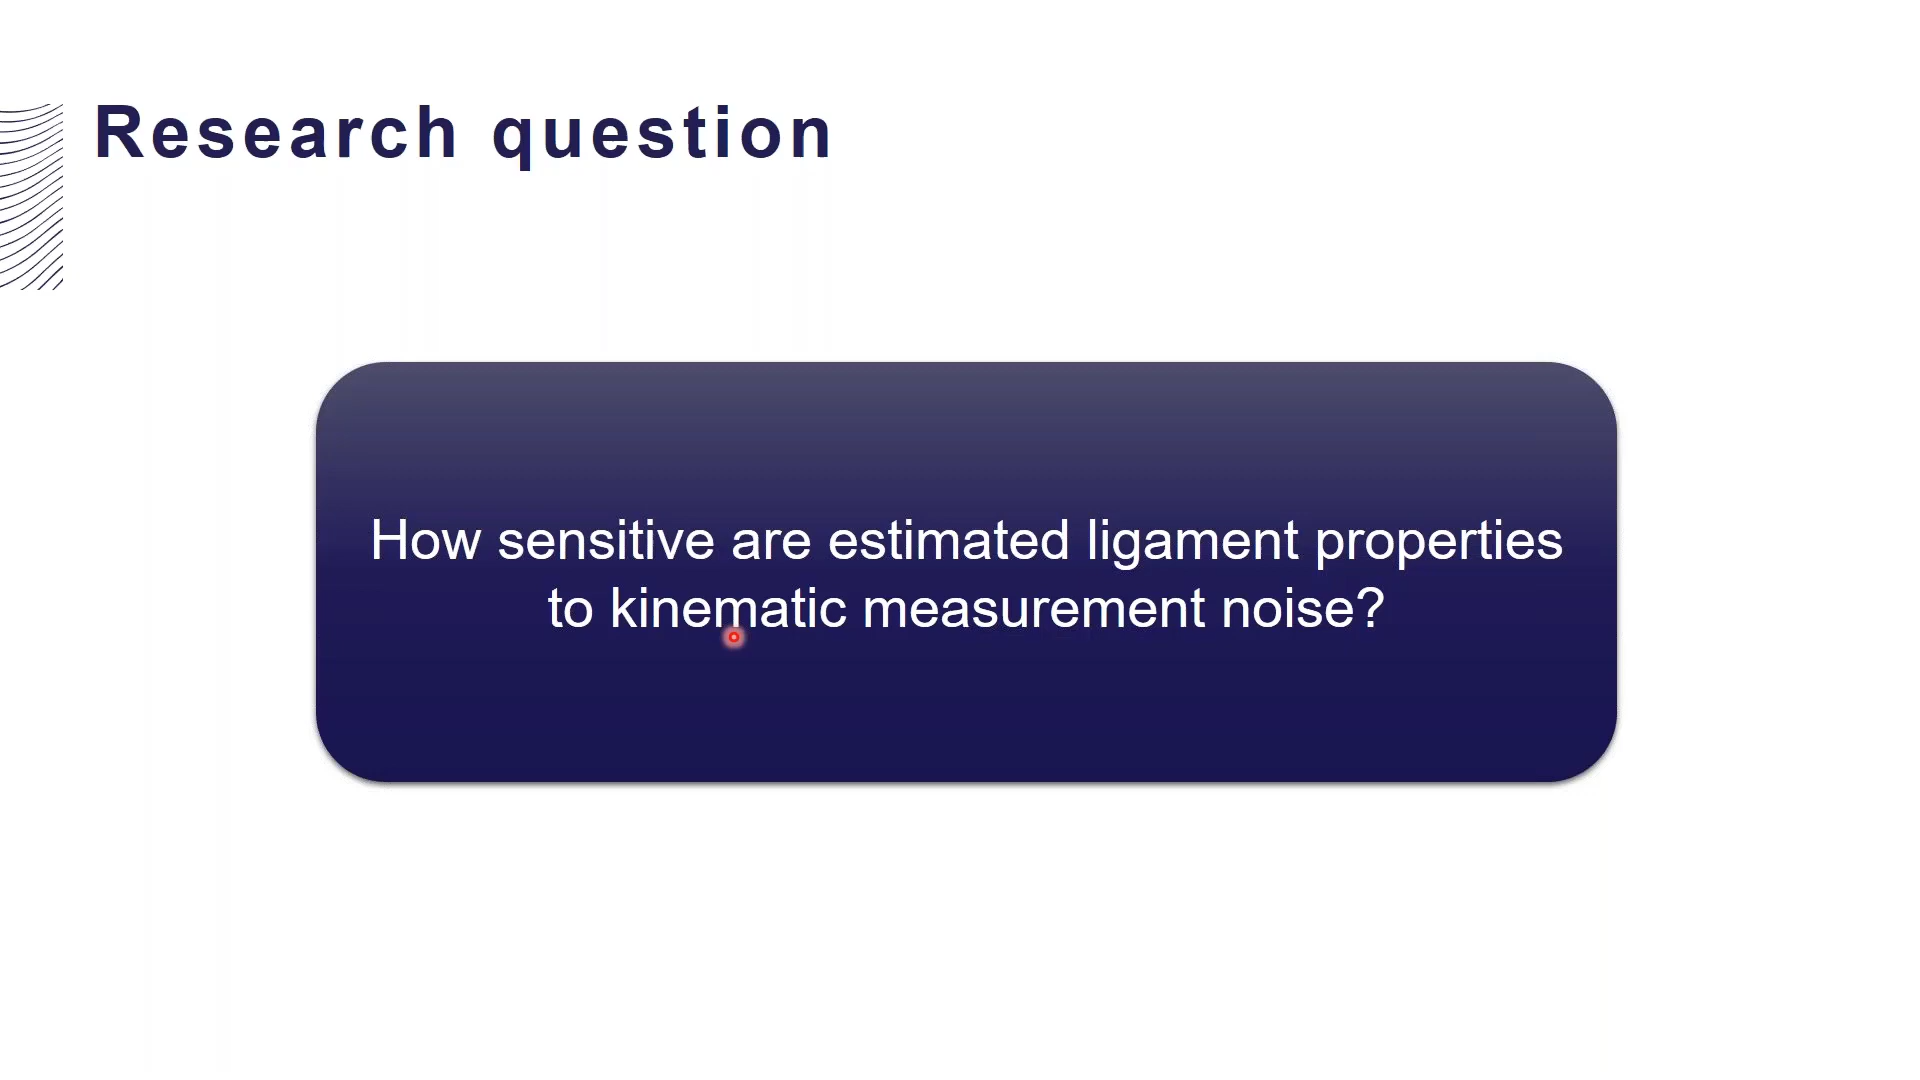 Research question
How sensitive are estimated ligament properties
to kinematic measurement noise?